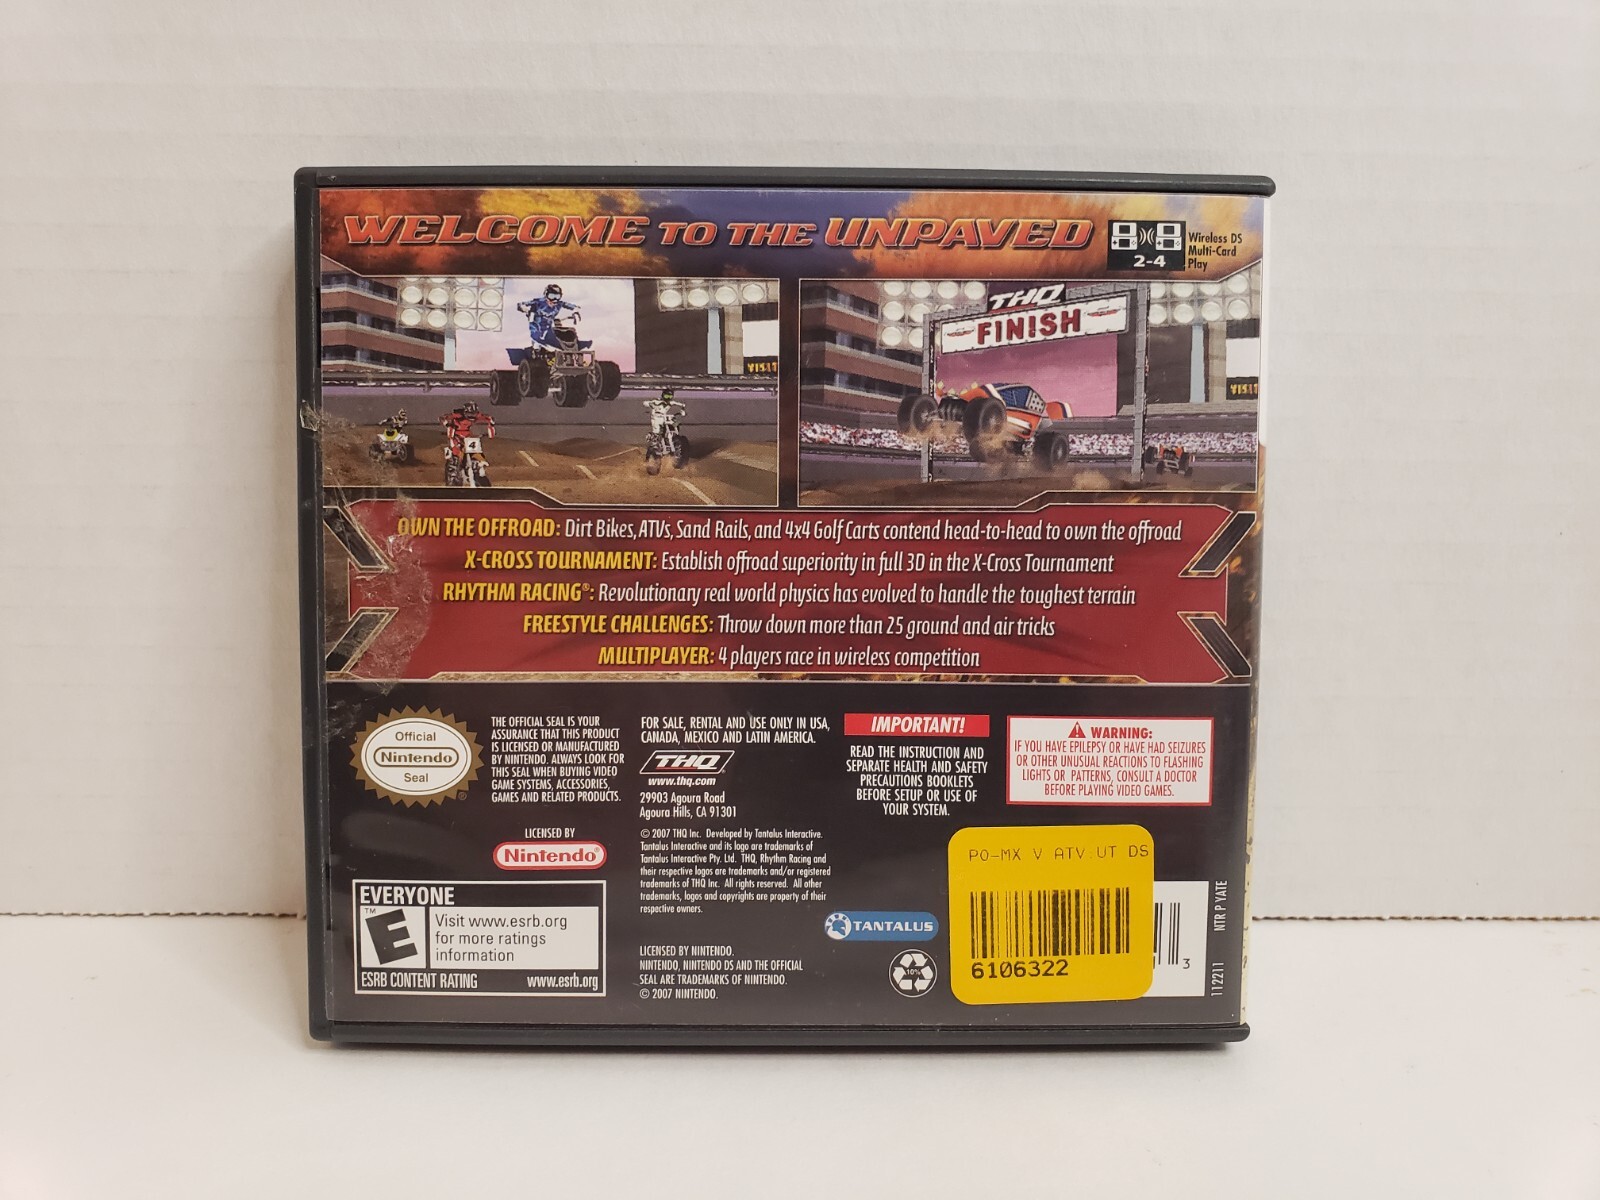 WELCOME TO THE UNPAVED
2-4
Wireless DS
Multi-Card
Play
THQ
FINISH
4
OWN THE OFFROAD: Dirt Bikes, ATVs, Sand Rails, and 4x4 Golf Carts contend head-to-head to own the offroad
X-CROSS TOURNAMENT: Establish offroad superiority in full 3D in the X-Cross Tournament
RHYTHM RACING®: Revolutionary real world physics has evolved to handle the toughest terrain
FREESTYLE CHALLENGES: Throw down more than 25 ground and air tricks
MULTIPLAYER: 4 players race in wireless competition
Official
Nintendo
Seal
®
THE OFFICIAL SEAL IS YOUR
ASSURANCE THAT THIS PRODUCT
IS LICENSED OR MANUFACTURED
BY NINTENDO. ALWAYS LOOK FOR
THIS SEAL WHEN BUYING VIDEO
GAME SYSTEMS, ACCESSORIES,
GAMES AND RELATED PRODUCTS.
LICENSED BY
Nintendo®
EVERYONE
E
TM
Visit www.esrb.org
for more ratings
information
ESRB CONTENT RATING www.esrb.org
FOR SALE, RENTAL AND USE ONLY IN USA,
CANADA, MEXICO AND LATIN AMERICA.
THQ®
www.thq.com
29903 Agoura Road
Agoura Hills, CA 91301
© 2007 THQ Inc. Developed by Tantalus Interactive.
Tantalus Interactive and its logo are trademarks of
Tantalus Interactive Pty. Ltd. THQ, Rhythm Racing and
their respective logos are trademarks and/or registered
trademarks of THQ Inc. All rights reserved. All other
trademarks, logos and copyrights are property of their
respective owners.
LICENSED BY NINTENDO.
NINTENDO, NINTENDO DS AND THE OFFICIAL
SEAL ARE TRADEMARKS OF NINTENDO.
© 2007 NINTENDO.
IMPORTANT!
READ THE INSTRUCTION AND
SEPARATE HEALTH AND SAFETY
PRECAUTIONS BOOKLETS
BEFORE SETUP OR USE OF
YOUR SYSTEM.
WARNING:
IF YOU HAVE EPILEPSY OR HAVE HAD SEIZURES
OR OTHER UNUSUAL REACTIONS TO FLASHING
LIGHTS OR PATTERNS, CONSULT A DOCTOR
BEFORE PLAYING VIDEO GAMES.
TANTALUS
10%
PO-MX V ATV UT DS
6106322
3
112211 NTR P YATE